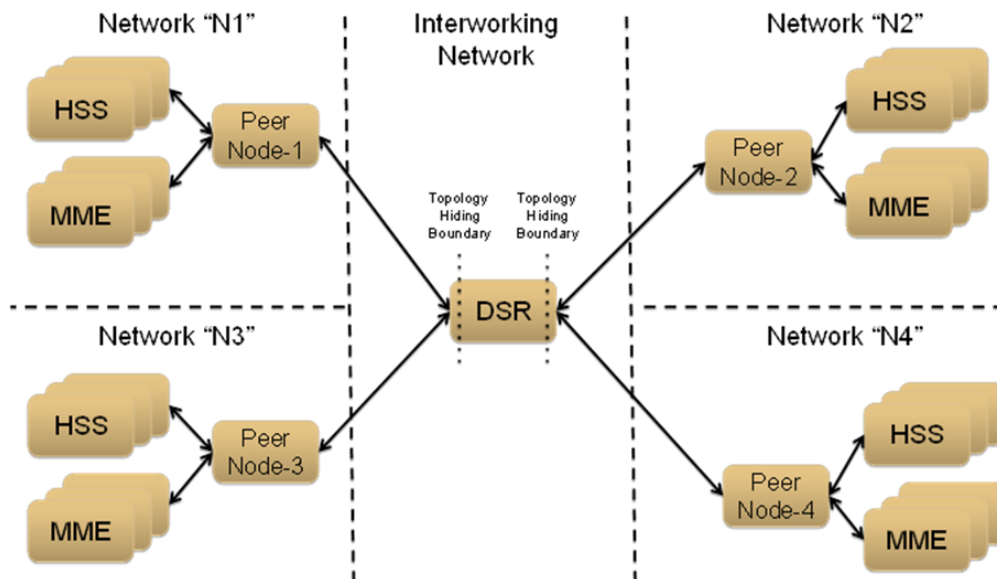 Network “N1”
Interworking
Network
Network “N2”
HSS
MME
Peer
Node-1
HSS
MME
Peer
Node-2
Topology
Hiding
Boundary
Topology
Hiding
Boundary
DSR
Network “N3”
HSS
MME
Peer
Node-3
Network “N4”
HSS
MME
Peer
Node-4